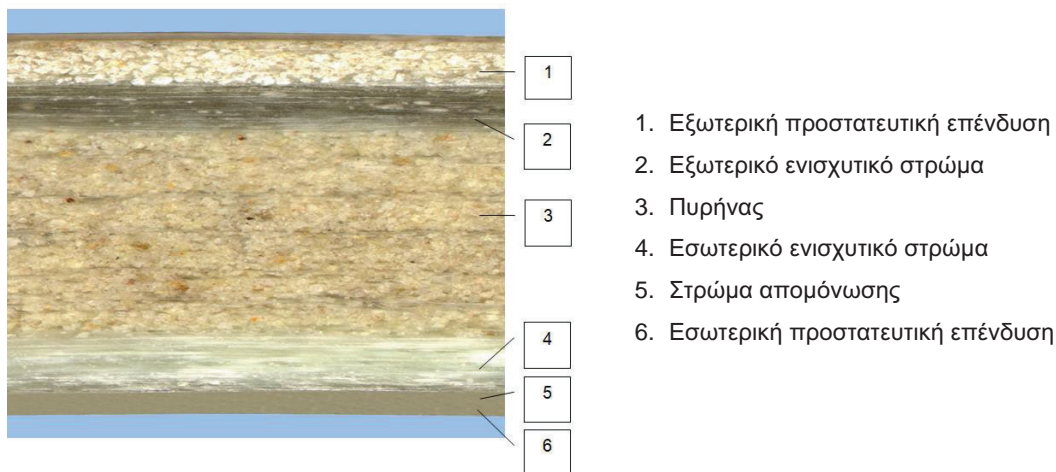 1
2
3
4
5
6
1. Εξωτερική προστατευτική επένδυση
2. Εξωτερικό ενισχυτικό στρώμα
3. Πυρήνας
4. Εσωτερικό ενισχυτικό στρώμα
5. Στρώμα απομόνωσης
6. Εσωτερική προστατευτική επένδυση